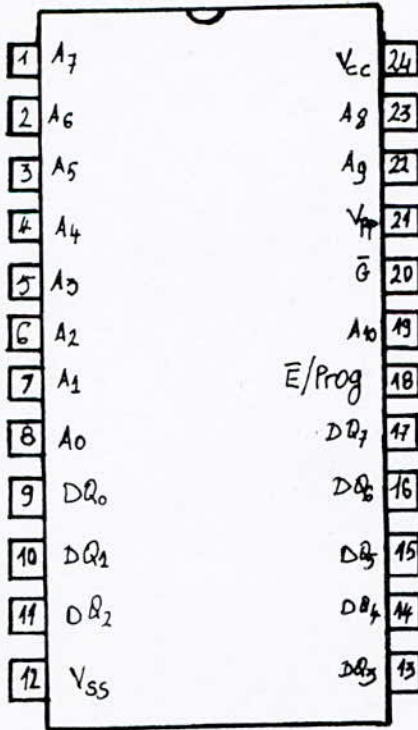 1 A7 VCC 24
2 A6 A8 23
3 A5 A9 22
4 A4 VPP 21
5 A3 G̅ 20
6 A2 A10 19
7 A1 E̅/Prog 18
8 A0 DQ7 17
9 DQ0 DQ6 16
10 DQ1 DQ5 15
11 DQ2 DQ4 14
12 VSS DQ3 13